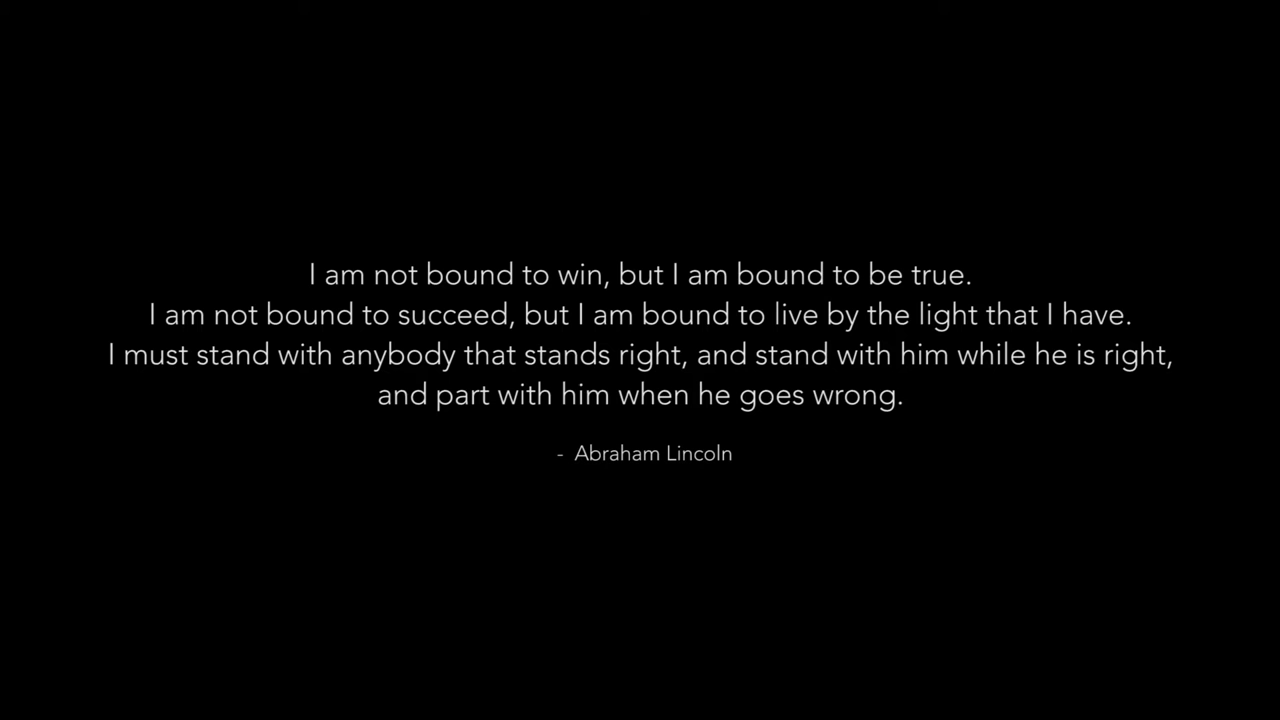 I am not bound to win, but I am bound to be true.
I am not bound to succeed, but I am bound to live by the light that I have.
I must stand with anybody that stands right, and stand with him while he is right,
and part with him when he goes wrong.
- Abraham Lincoln